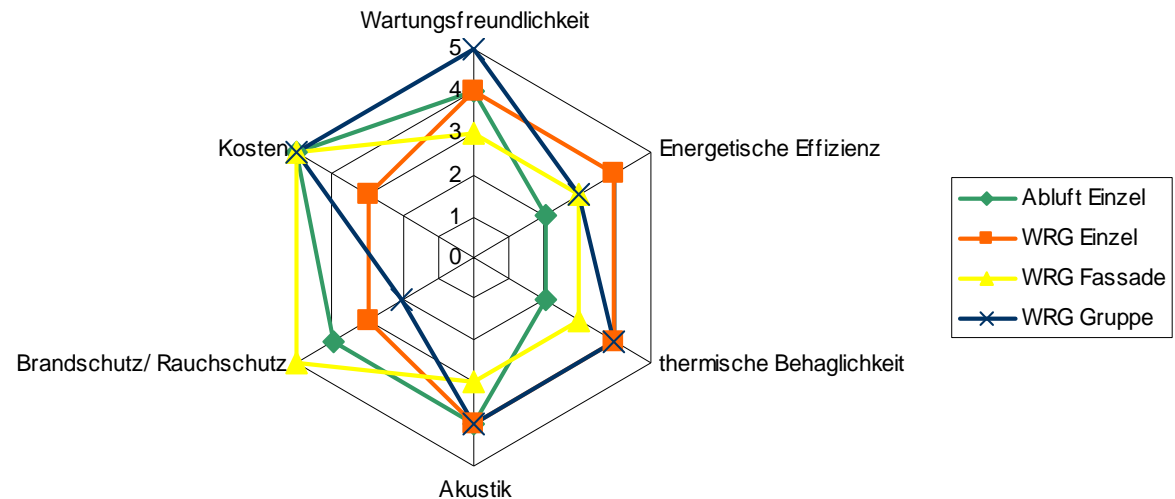 Wartungsfreundlichkeit
5
4
3
2
1
0
Kosten
Energetische Effizienz
Brandschutz/ Rauchschutz
thermische Behaglichkeit
Akustik
Abluft Einzel
WRG Einzel
WRG Fassade
WRG Gruppe